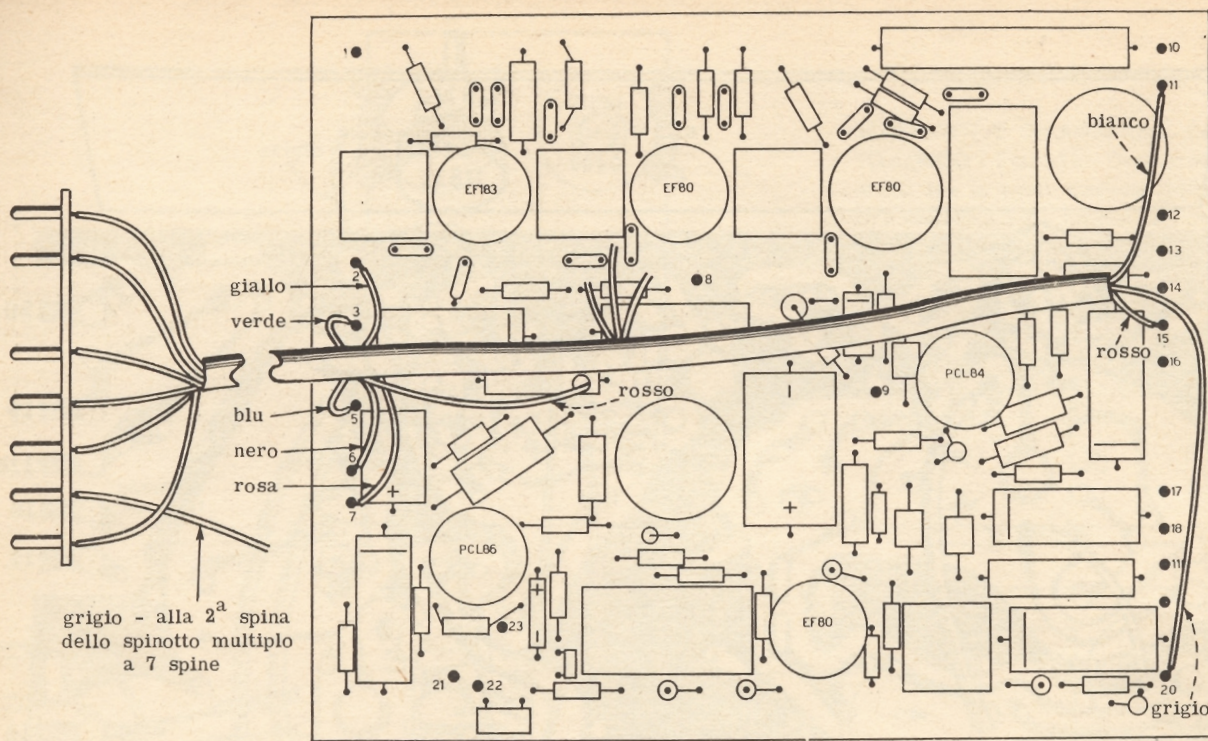 1
10
11
bianco
EF183
EF80
EF80
12
13
2
8
giallo
14
3
verde
15
rosso
16
PCL84
rosso
9
blu
5
nero
6
rosa
+
+
7
17
18
PCL86
111
grigio - alla 2a spina
dello spinotto multiplo
a 7 spine
+
23
EF80
21
22
20
grigio